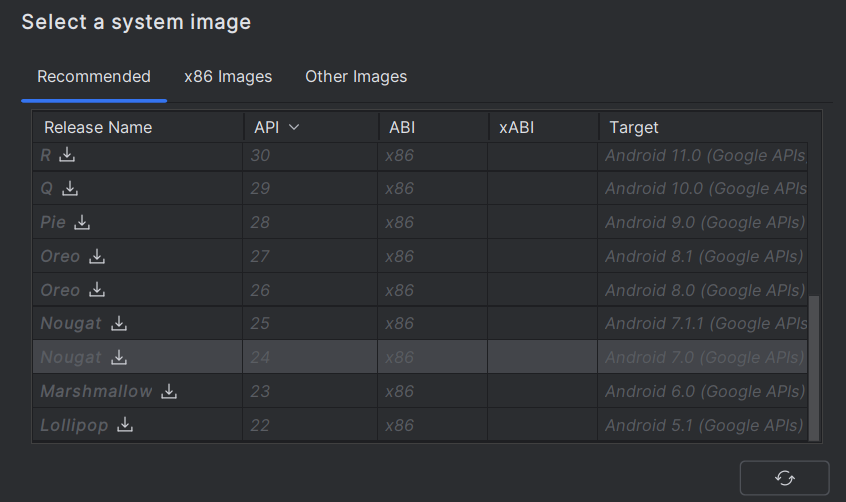 Select a system image
Recommended x86 Images Other Images
Release Name API ABI xABI Target
R 30 x86 Android 11.0 (Google APIs
Q 29 x86 Android 10.0 (Google APIs
Pie 28 x86 Android 9.0 (Google APIs)
Oreo 27 x86 Android 8.1 (Google APIs)
Oreo 26 x86 Android 8.0 (Google APIs)
Nougat 25 x86 Android 7.1.1 (Google APIs
Nougat 24 x86 Android 7.0 (Google APIs)
Marshmallow 23 x86 Android 6.0 (Google APIs)
Lollipop 22 x86 Android 5.1 (Google APIs)